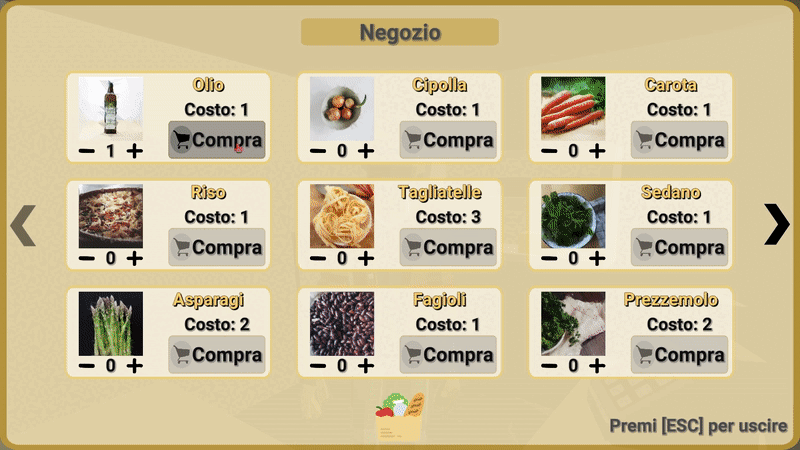 Negozio
Olio
Costo: 1
Compra
1
Cipolla
Costo: 1
Compra
0
Carota
Costo: 1
Compra
0
Riso
Costo: 1
Compra
0
Tagliatelle
Costo: 3
Compra
0
Sedano
Costo: 1
Compra
0
Asparagi
Costo: 2
Compra
0
Fagioli
Costo: 1
Compra
0
Prezzemolo
Costo: 2
Compra
0
Premi [ESC] per uscire